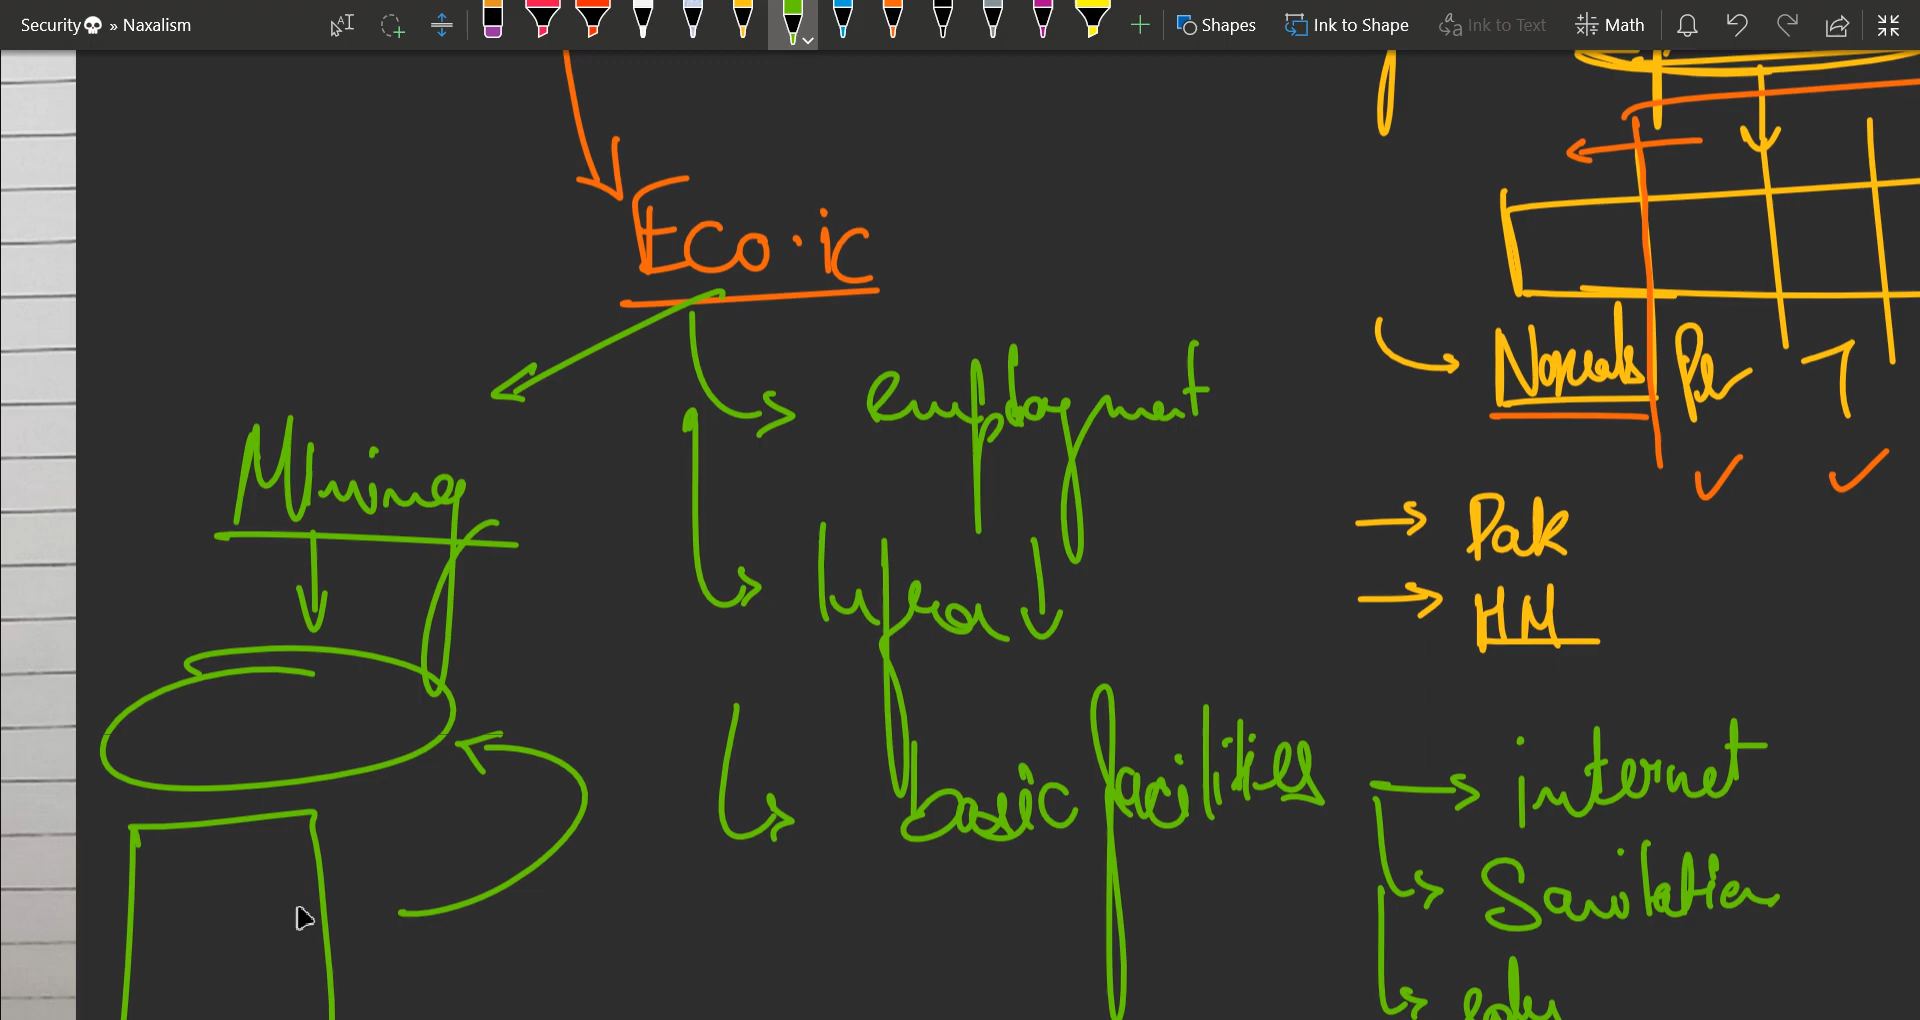 Security💀 » Naxalism
Shapes
Ink to Shape
Ink to Text
Math
Eco.ic
employment
Mining
Infra ↓
basic facilities → internet
Sanitation
Naxals
Pak
HM